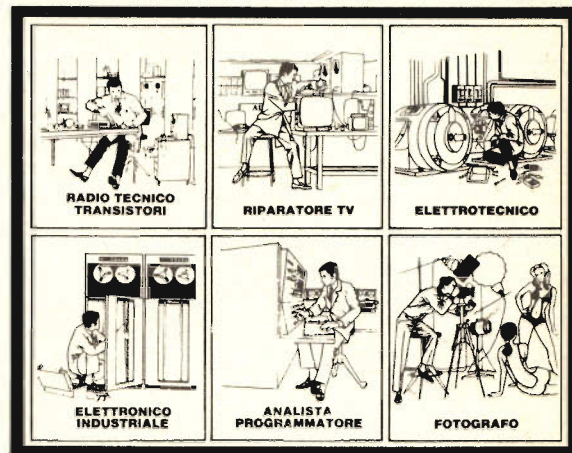 RADIO TECNICO
TRANSISTORI
RIPARATORE TV
ELETTROTECNICO
ELETTRONICO
INDUSTRIALE
ANALISTA
PROGRAMMATORE
FOTOGRAFO